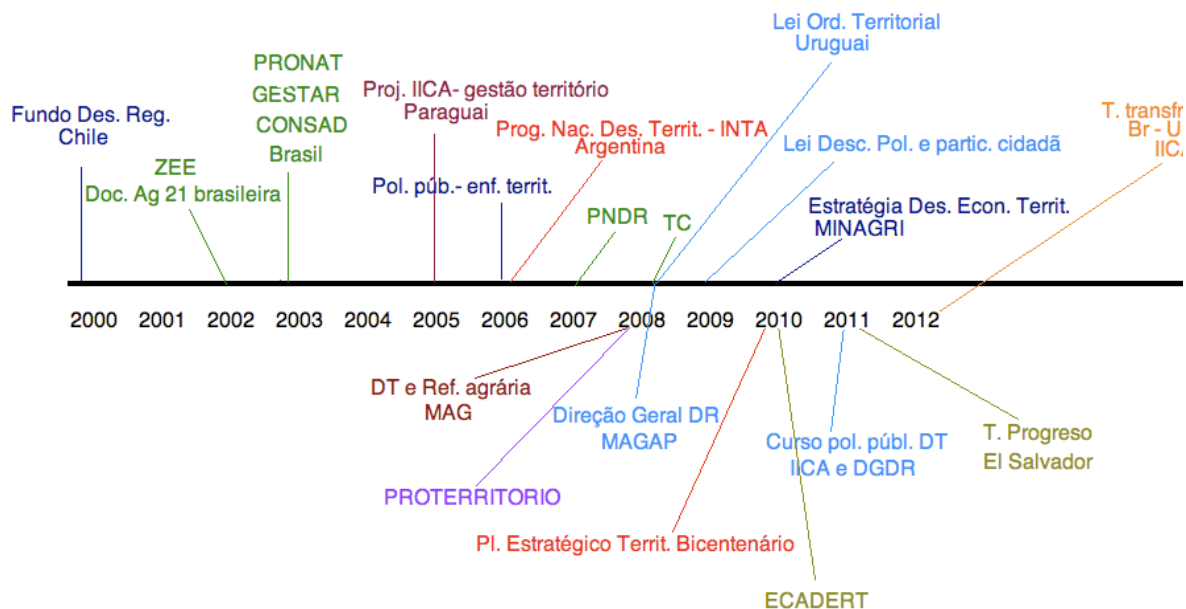 Lei Ord. Territorial
Uruguai
PRONAT
GESTAR
CONSAD
Brasil
Proj. IICA- gestão território
Paraguai
Fundo Des. Reg.
Chile
Prog. Nac. Des. Territ. - INTA
Argentina
T. transfr
Br - U
IICA
Lei Desc. Pol. e partic. cidadã
ZEE
Doc. Ag 21 brasileira
Pol. púb.- enf. territ.
PNDR
TC
Estratégia Des. Econ. Territ.
MINAGRI
2000 2001 2002 2003 2004 2005 2006 2007 2008 2009 2010 2011 2012
DT e Ref. agrária
MAG
Direção Geral DR
MAGAP
Curso pol. públ. DT
IICA e DGDR
T. Progreso
El Salvador
PROTERRITORIO
Pl. Estratégico Territ. Bicentenário
ECADERT